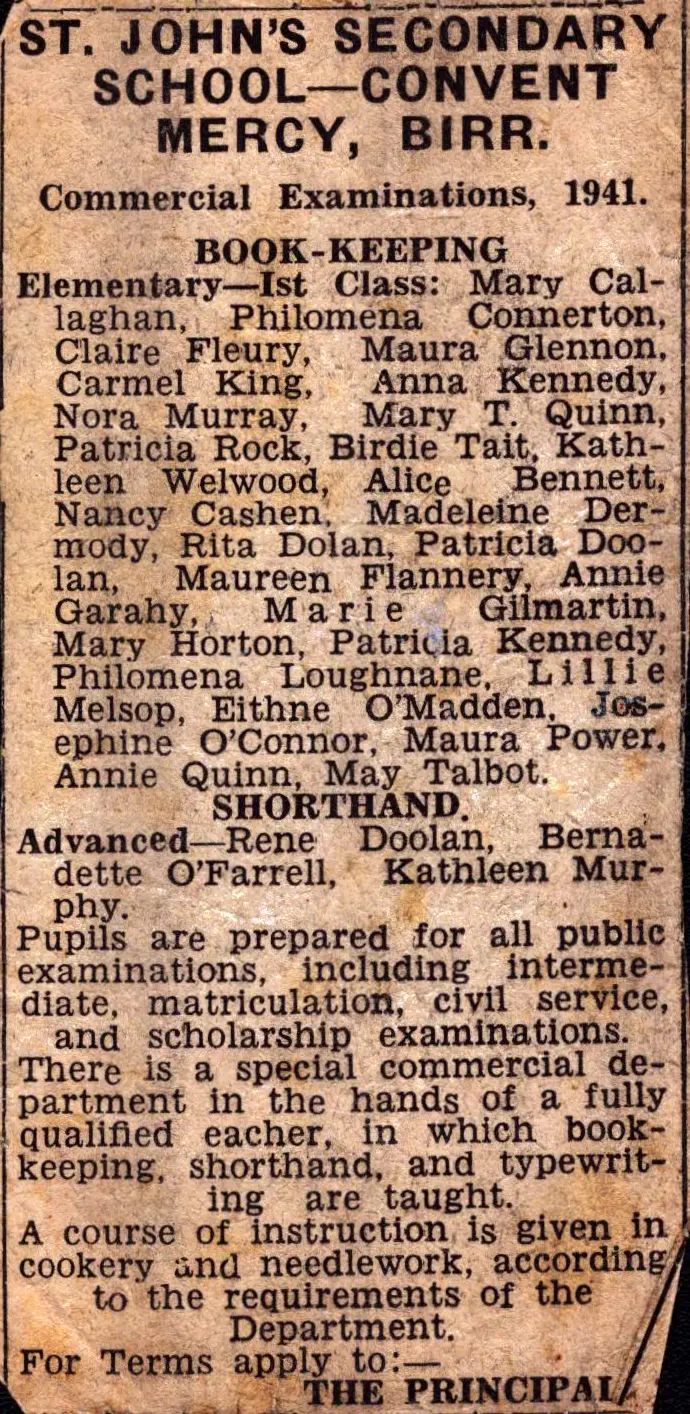 ST. JOHN'S SECONDARY
SCHOOL—CONVENT
MERCY, BIRR.
Commercial Examinations, 1941.
BOOK-KEEPING
Elementary—Ist Class: Mary Cal-
laghan, Philomena Connerton,
Claire Fleury, Maura Glennon,
Carmel King, Anna Kennedy,
Nora Murray, Mary T. Quinn,
Patricia Rock, Birdie Tait, Kath-
leen Welwood, Alice Bennett,
Nancy Cashen, Madeleine Der-
mody, Rita Dolan, Patricia Doo-
lan, Maureen Flannery, Annie
Garahy, Marie Gilmartin,
Mary Horton, Patricia Kennedy,
Philomena Loughnane, Lillie
Melsop, Eithne O'Madden, Jos-
ephine O'Connor, Maura Power,
Annie Quinn, May Talbot.
SHORTHAND.
Advanced—Rene Doolan, Berna-
dette O'Farrell, Kathleen Mur-
phy.
Pupils are prepared for all public
examinations, including interme-
diate, matriculation, civil service,
and scholarship examinations.
There is a special commercial de-
partment in the hands of a fully
qualified eacher, in which book-
keeping, shorthand, and typewrit-
ing are taught.
A course of instruction is given in
cookery and needlework, according
to the requirements of the
Department.
For Terms apply to:—
THE PRINCIPAL